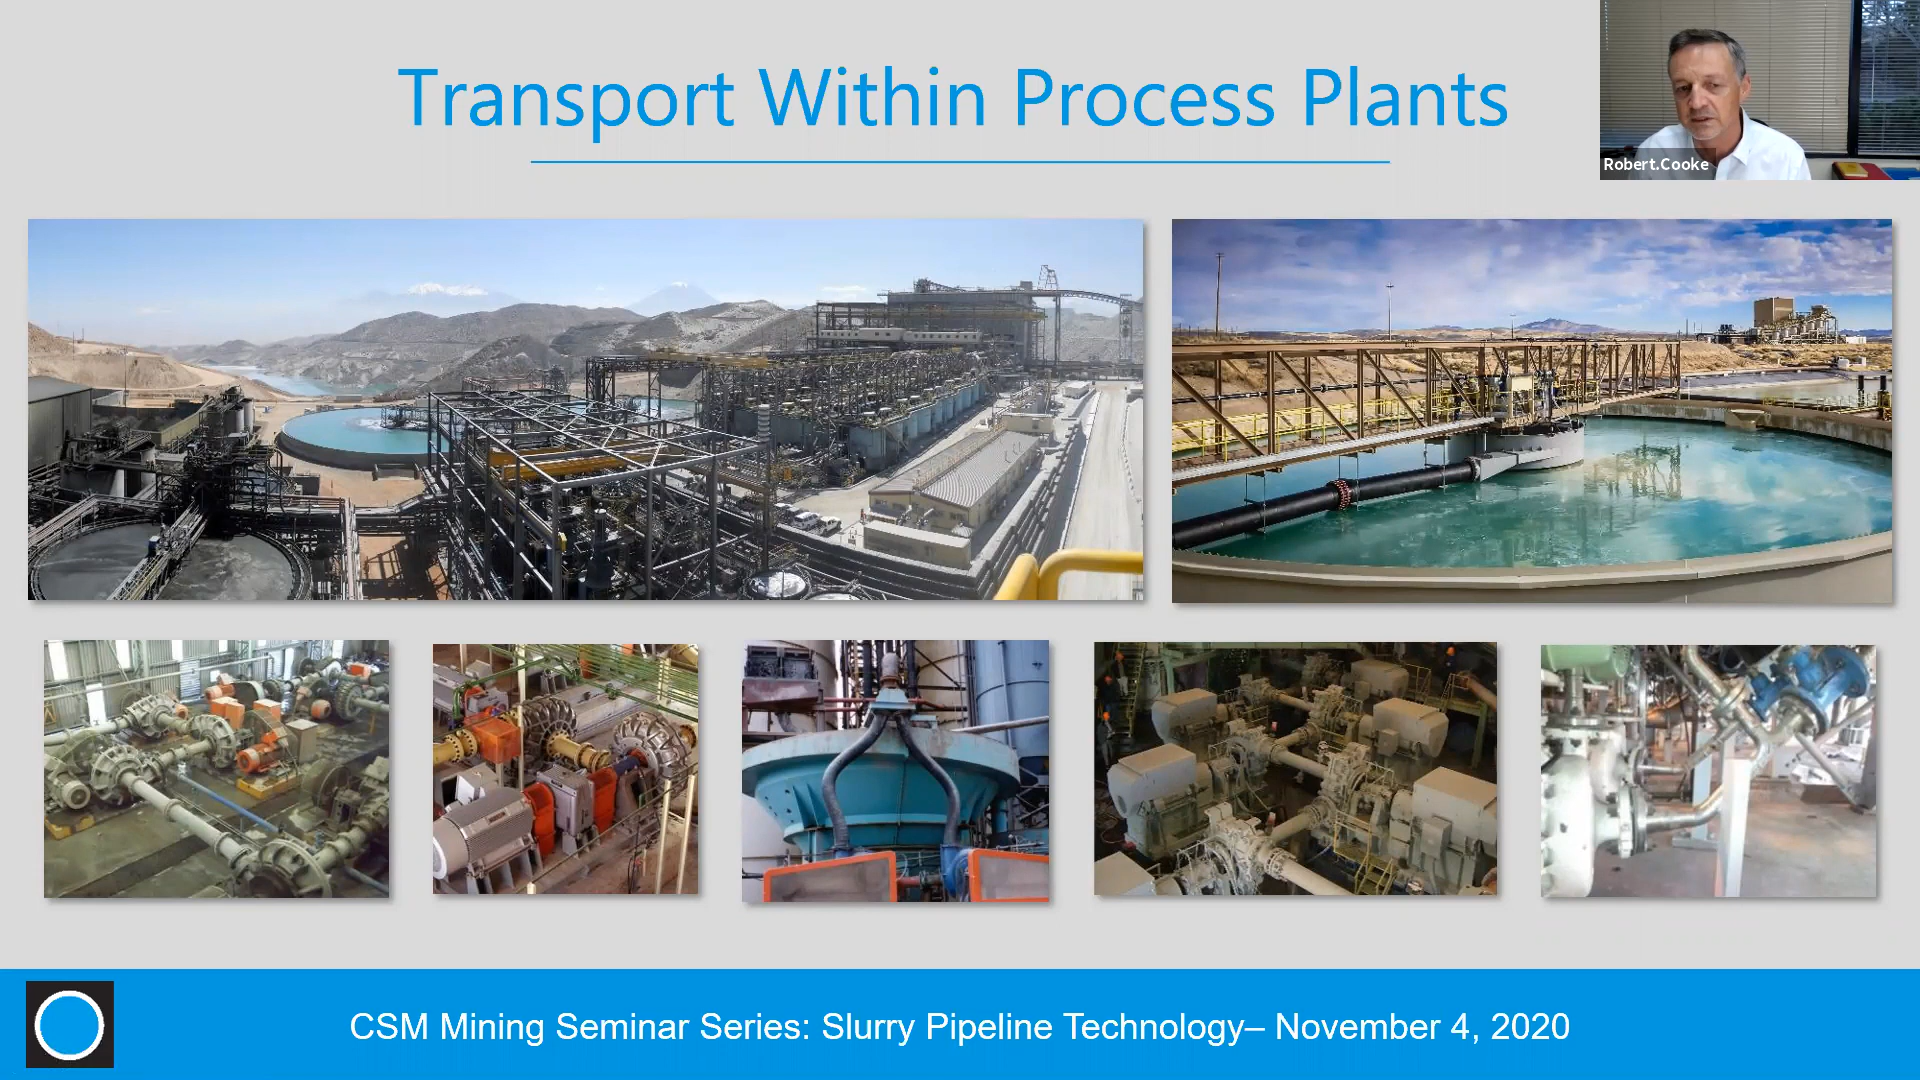 Transport Within Process Plants
Robert.Cooke
CSM Mining Seminar Series: Slurry Pipeline Technology– November 4, 2020